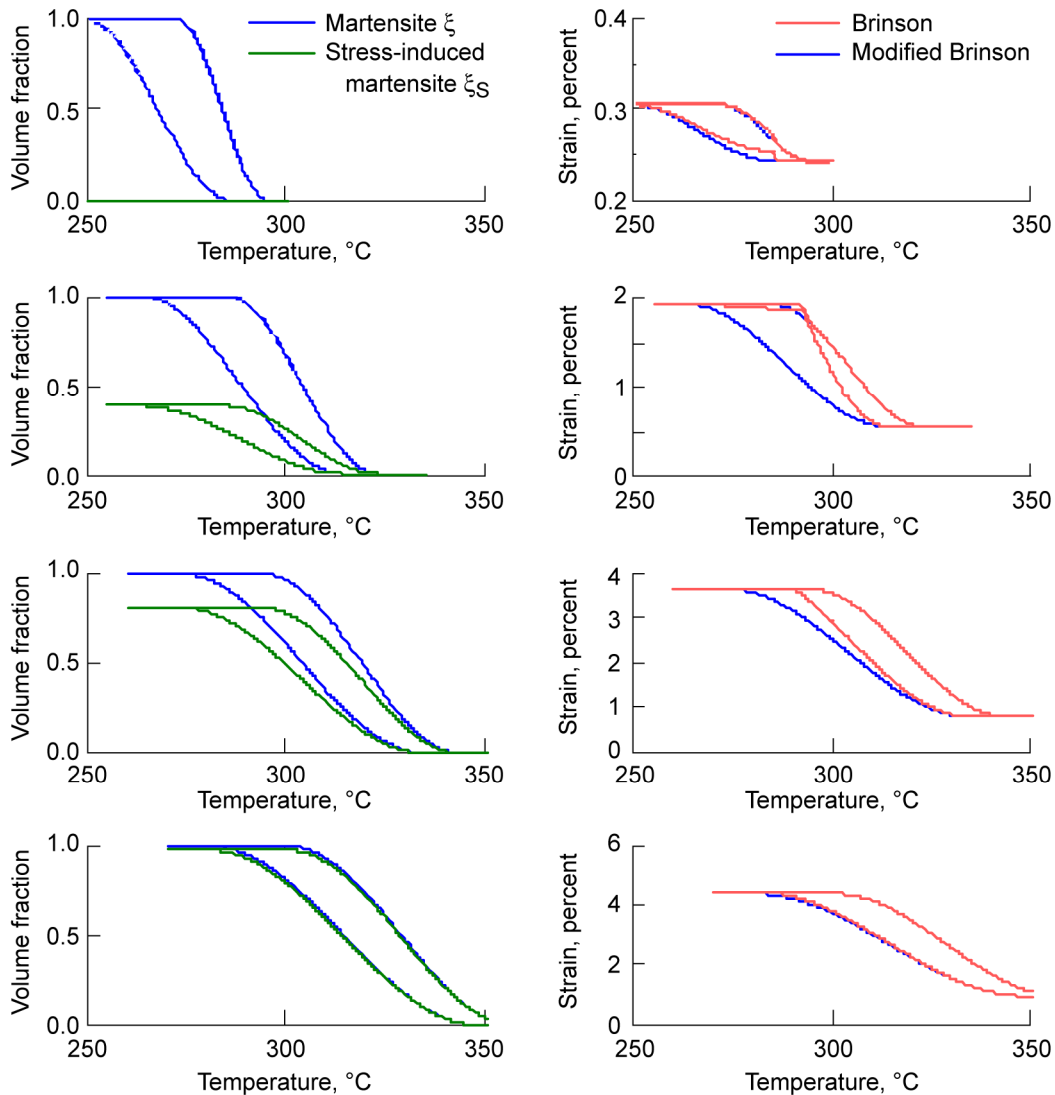 Volume fraction
1.0
0.5
0.0
250
300
350
Temperature, °C
Martensite ξ
Stress-induced
martensite ξS
Strain, percent
0.4
0.3
0.2
250
300
350
Temperature, °C
Brinson
Modified Brinson
Volume fraction
1.0
0.5
0.0
250
300
350
Temperature, °C
Strain, percent
2
1
0
250
300
350
Temperature, °C
Volume fraction
1.0
0.5
0.0
250
300
350
Temperature, °C
Strain, percent
4
3
2
1
0
250
300
350
Temperature, °C
Volume fraction
1.0
0.5
0.0
250
300
350
Temperature, °C
Strain, percent
6
4
2
0
250
300
350
Temperature, °C